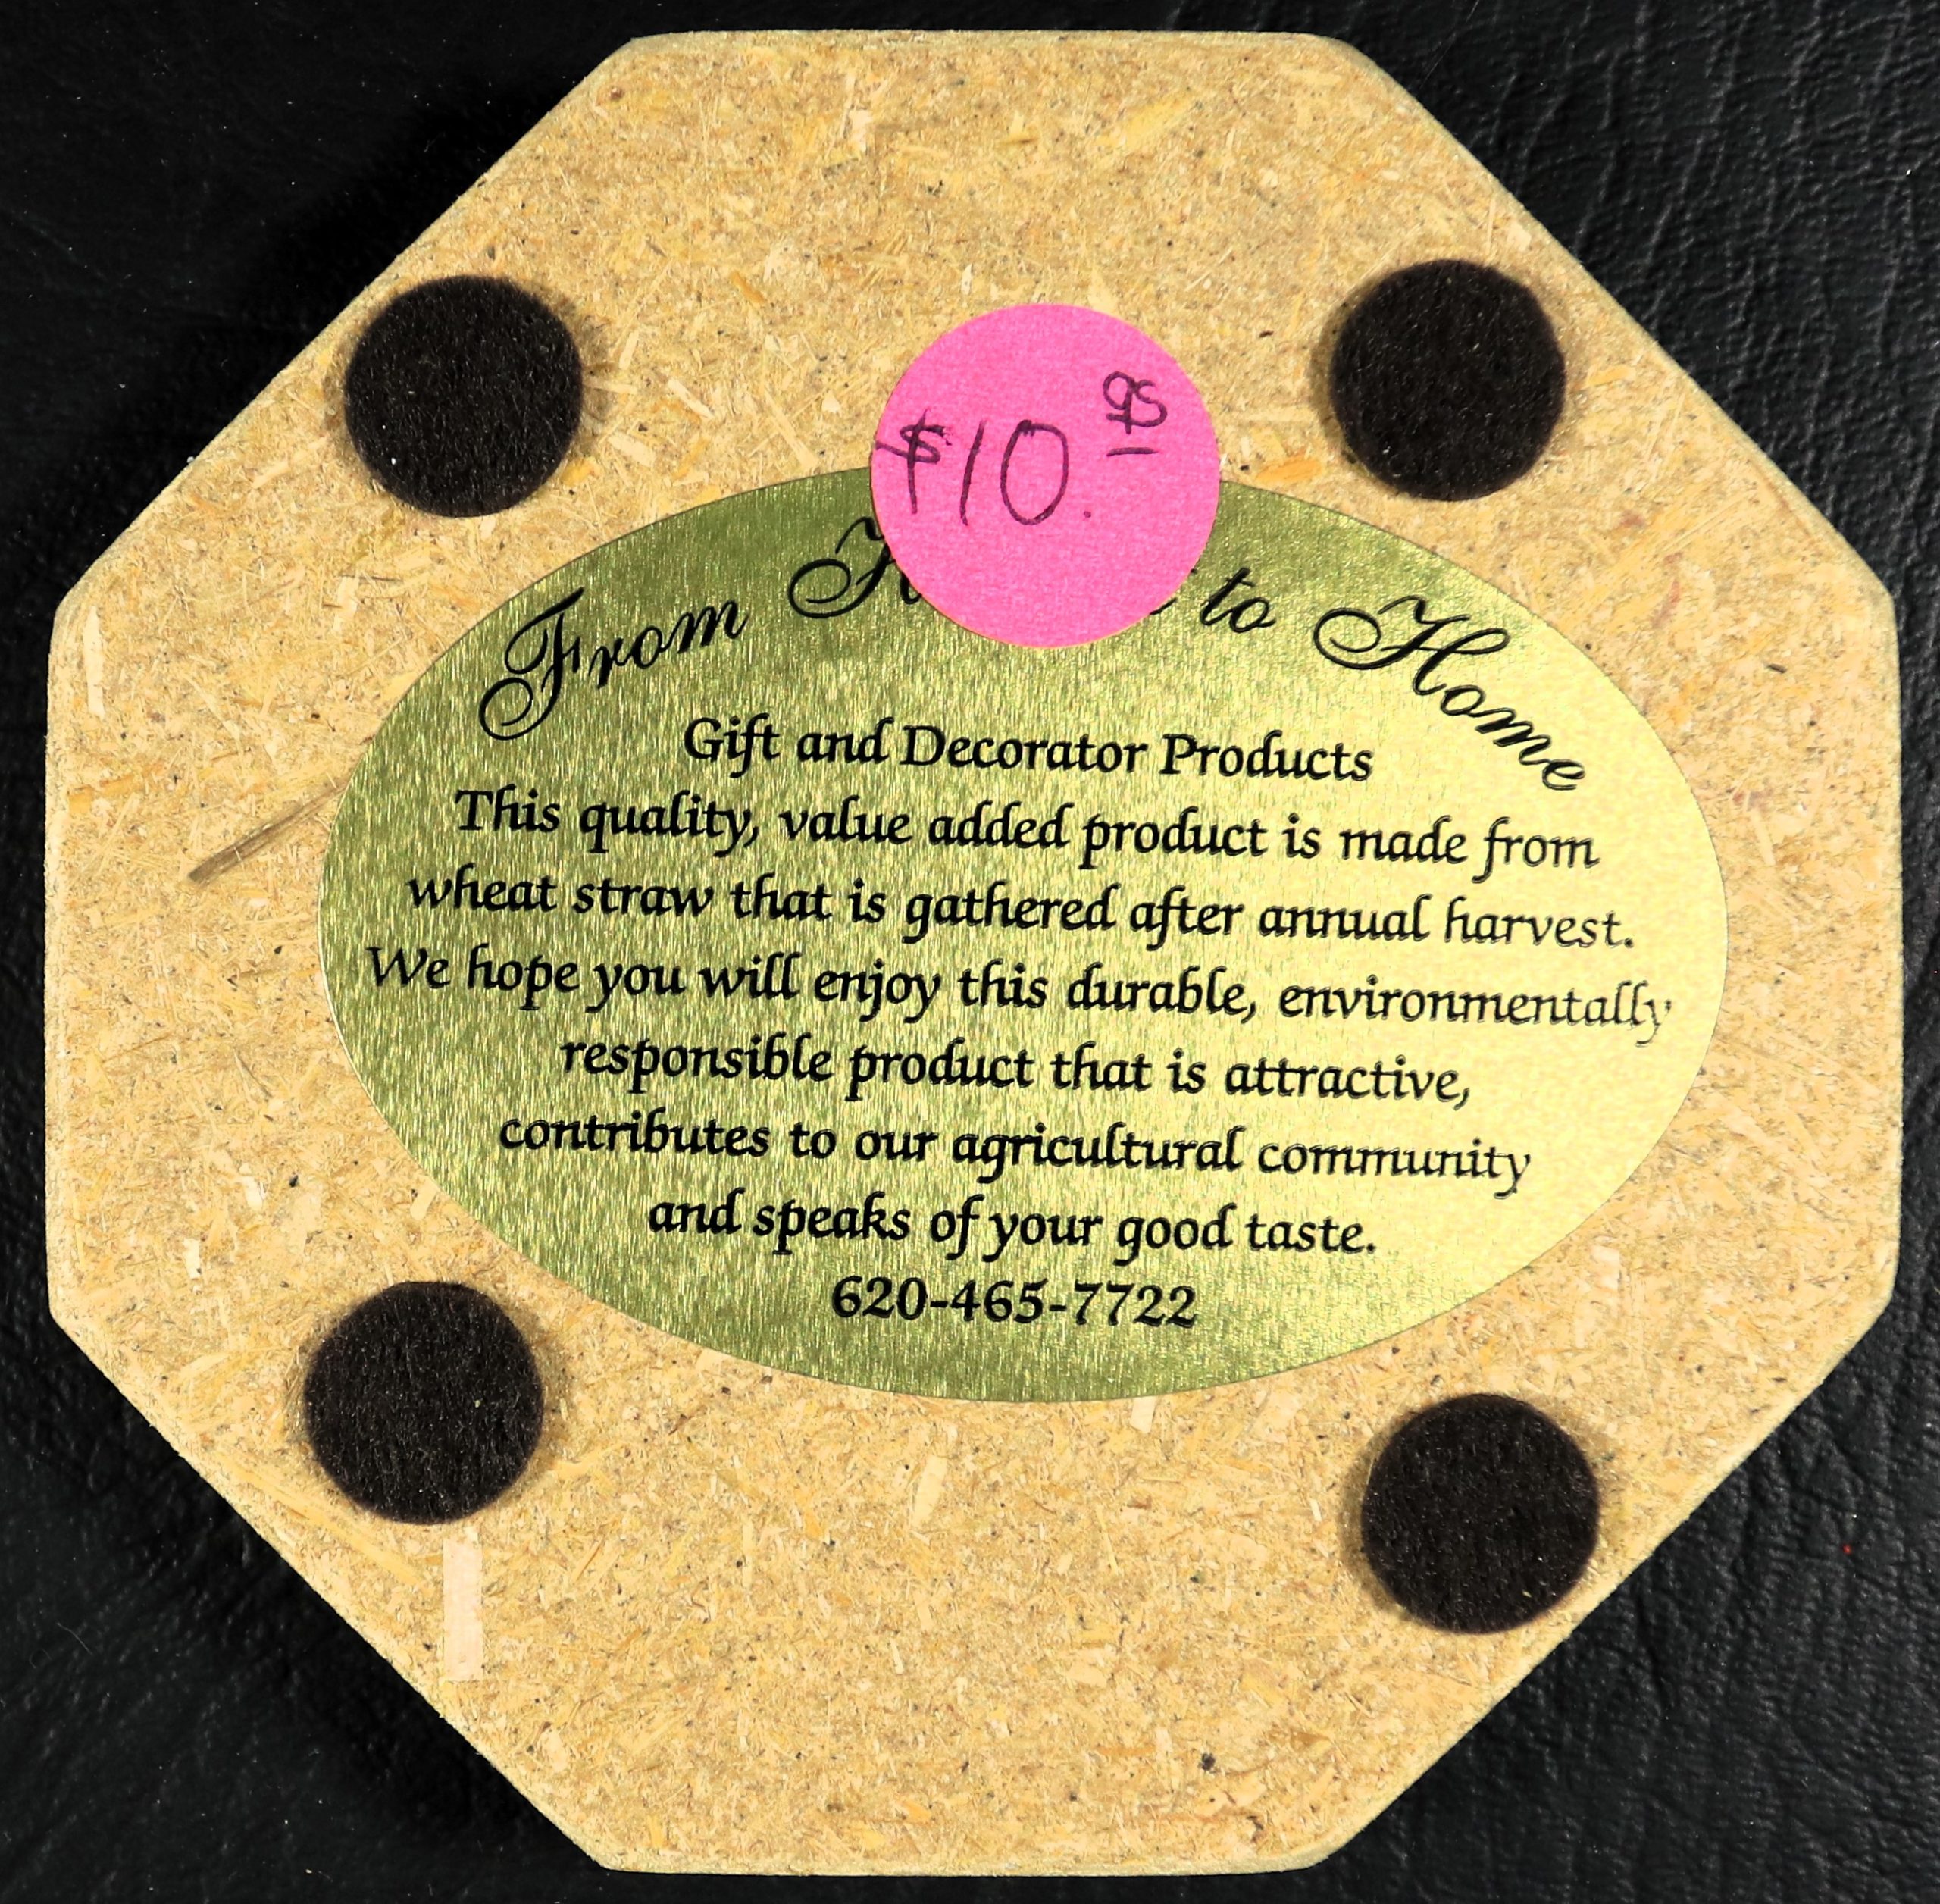 $10.95
From to Home
Gift and Decorator Products
This quality, value added product is made from
wheat straw that is gathered after annual harvest.
We hope you will enjoy this durable, environmentally
responsible product that is attractive,
contributes to our agricultural community
and speaks of your good taste.
620-465-7722